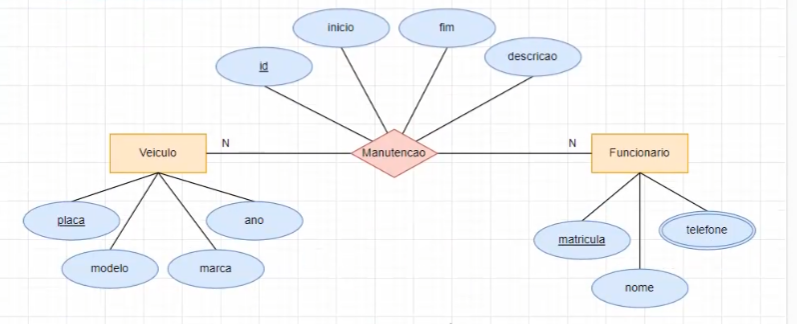 inicio
fim
id
descricao
Veiculo
N
Manutencao
N
Funcionario
placa
ano
modelo
marca
matricula
telefone
nome